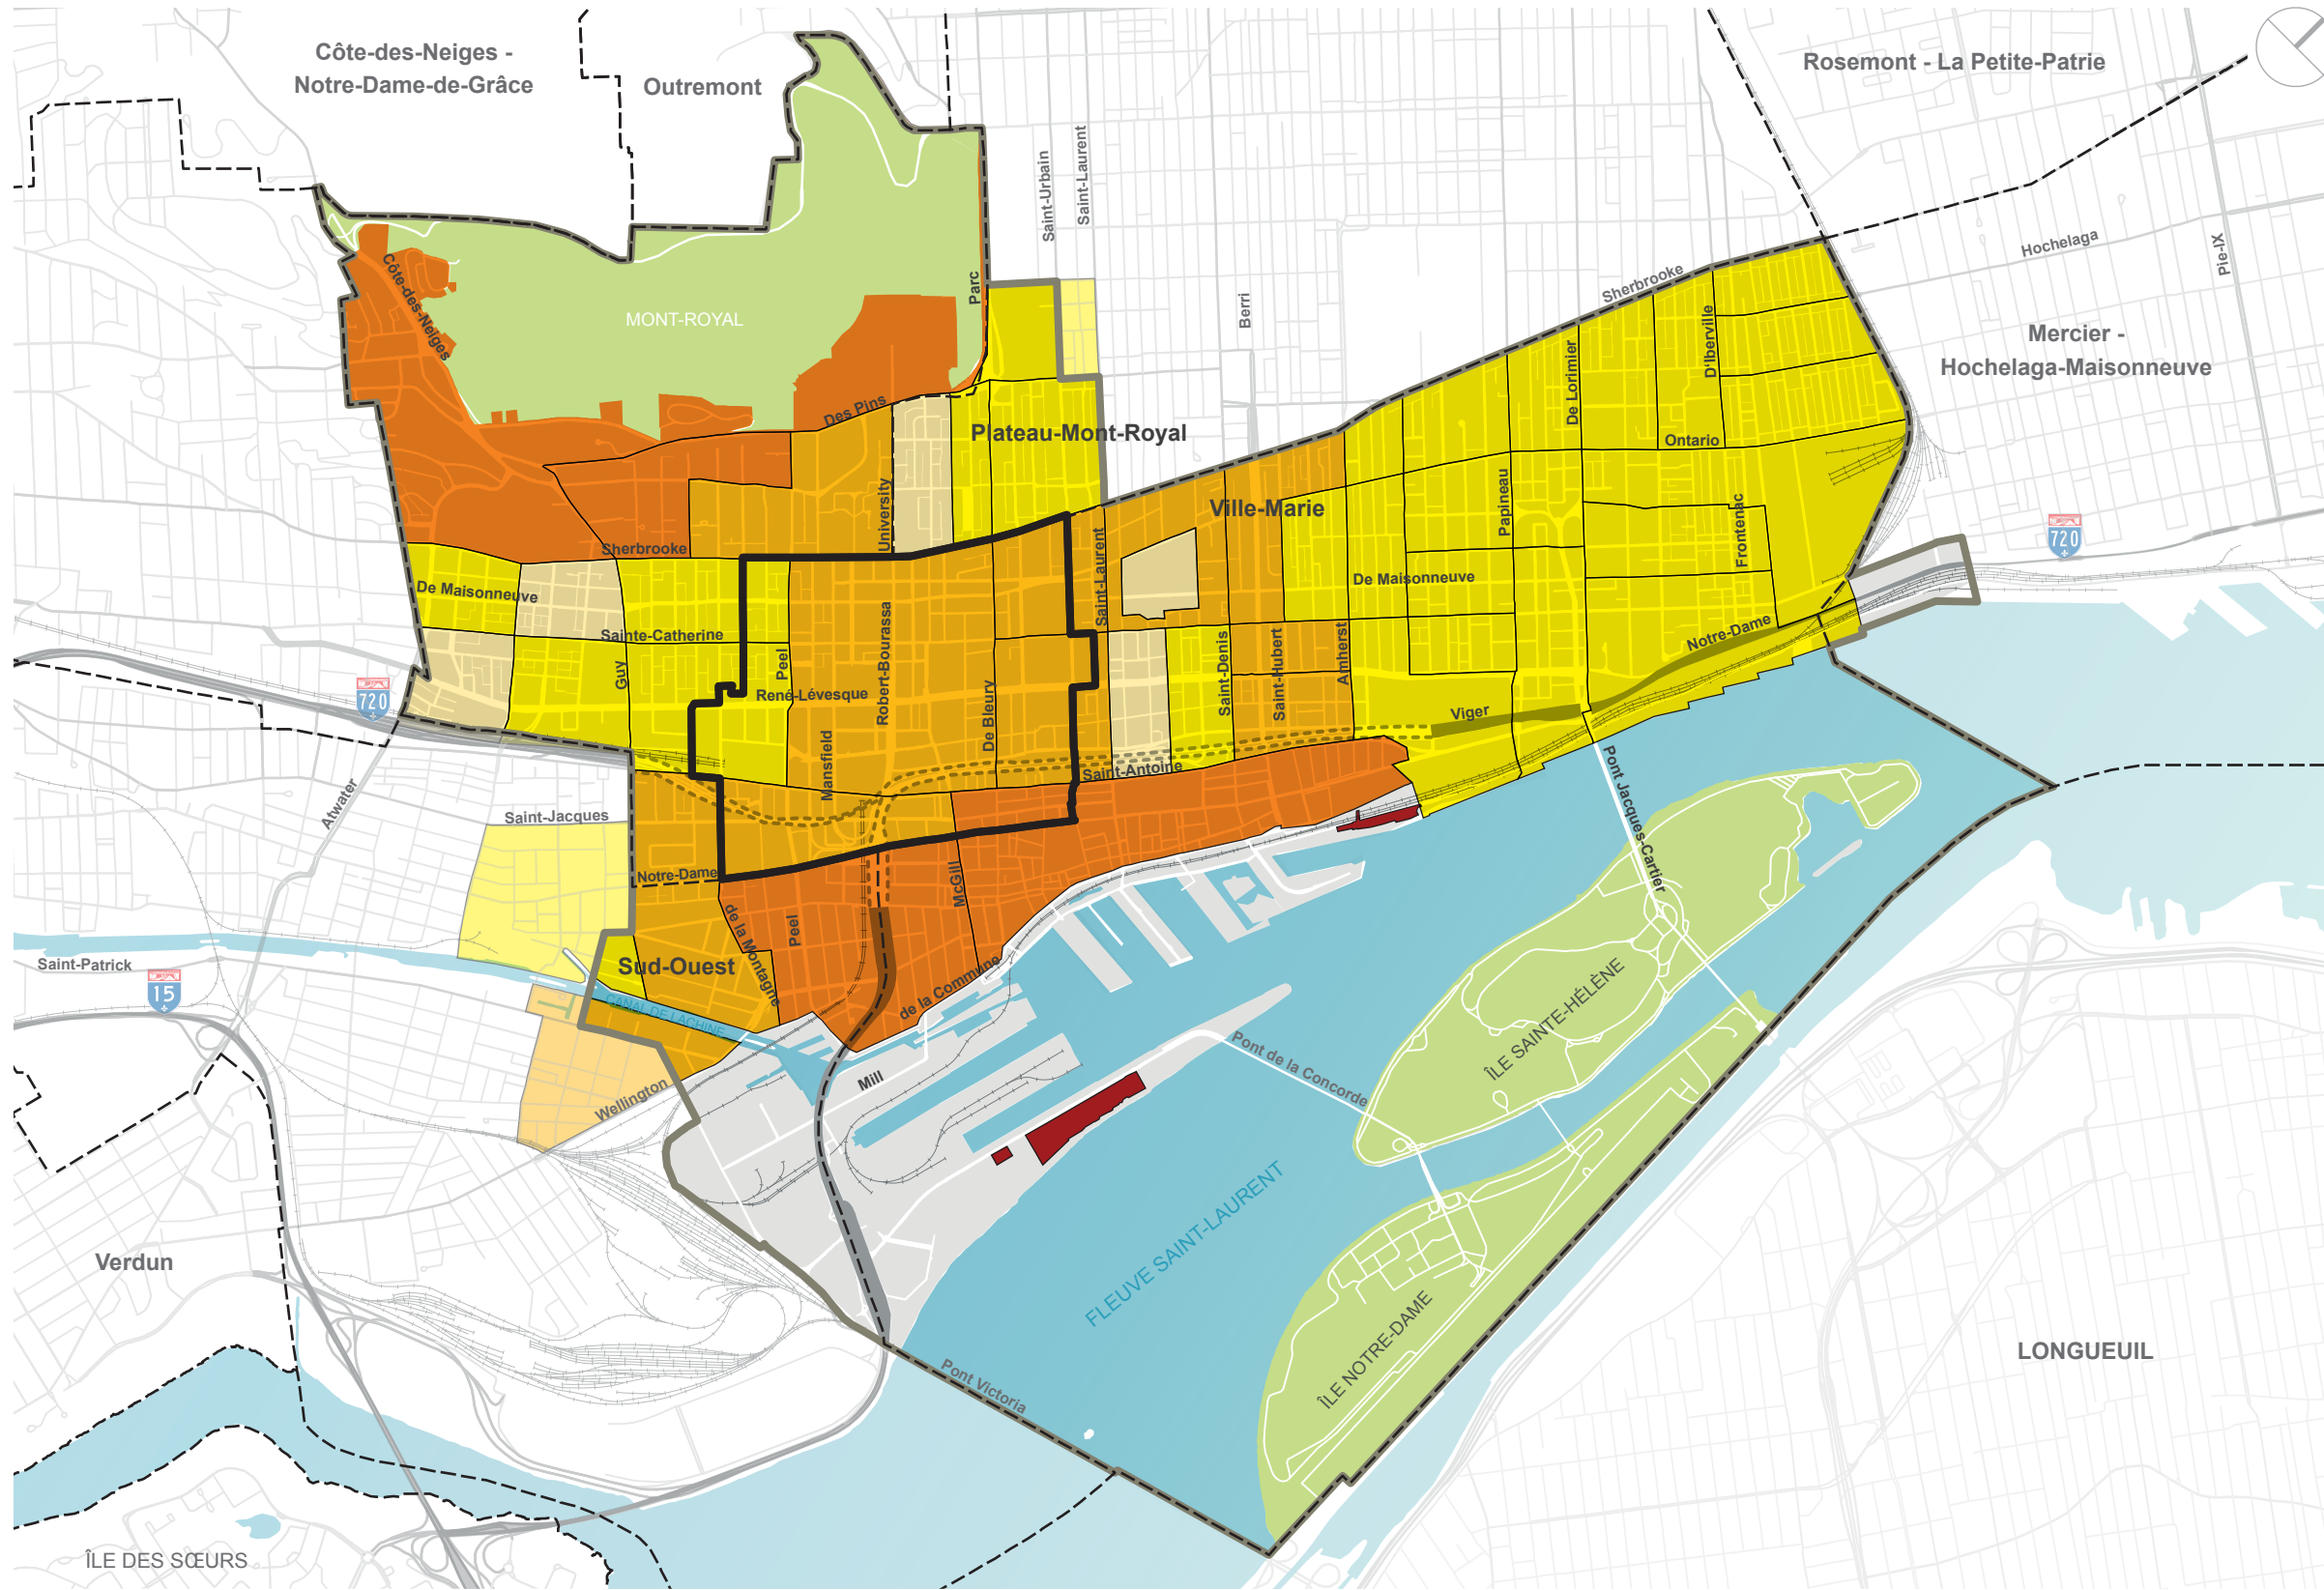 Côte-des-Neiges -
Notre-Dame-de-Grâce
Outremont
Rosemont - La Petite-Patrie
Saint-Urbain
Saint-Laurent
Hochelaga
Pie-IX
Côte-des-Neiges
MONT-ROYAL
Parc
Berri
Sherbrooke
D'Iberville
De Lorimier
Mercier -
Hochelaga-Maisonneuve
Des Pins
Plateau-Mont-Royal
Ontario
University
Ville-Marie
Papineau
Frontenac
Sherbrooke
Saint-Laurent
720
De Maisonneuve
De Maisonneuve
Sainte-Catherine
Guy
Peel
Robert-Bourassa
Saint-Denis
Saint-Hubert
Amherst
Notre-Dame
720
René-Lévesque
De Bleury
Viger
Mansfield
Saint-Antoine
Pont Jacques-Cartier
Atwater
Saint-Jacques
Notre-Dame
McGill
de la Montagne
Peel
Saint-Patrick
15
Sud-Ouest
CANAL DE LACHINE
de la Commune
ÎLE SAINTE-HÉLÈNE
Pont de la Concorde
Mill
Wellington
Verdun
FLEUVE SAINT-LAURENT
ÎLE NOTRE-DAME
LONGUEUIL
Pont Victoria
ÎLE DES SŒURS